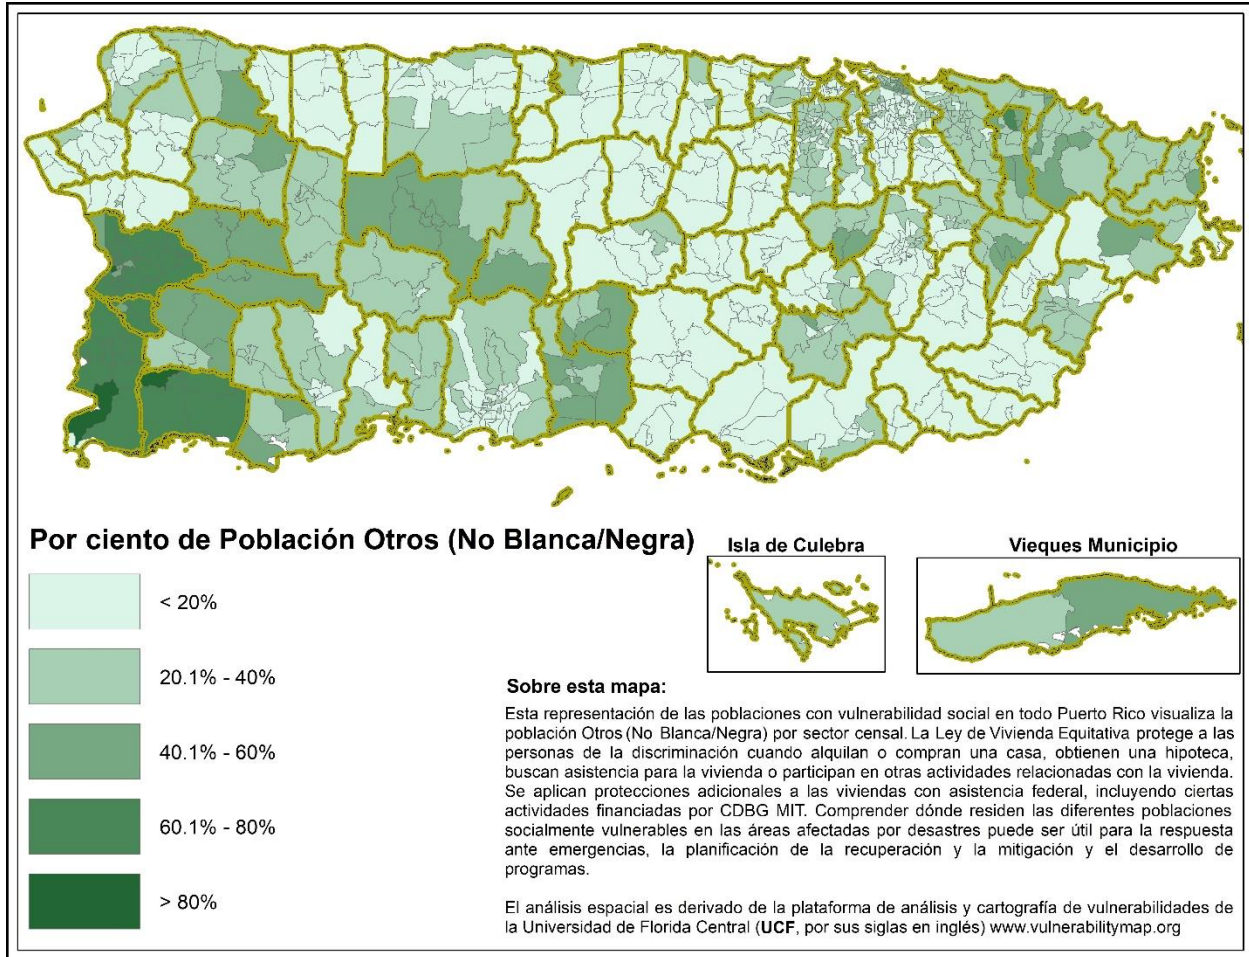 Por ciento de Población Otros (No Blanca/Negra)
< 20%
20.1% - 40%
40.1% - 60%
60.1% - 80%
> 80%
Isla de Culebra
Vieques Municipio
Sobre esta mapa:
Esta representación de las poblaciones con vulnerabilidad social en todo Puerto Rico visualiza la
población Otros (No Blanca/Negra) por sector censal. La Ley de Vivienda Equitativa protege a las
personas de la discriminación cuando alquilan o compran una casa, obtienen una hipoteca,
buscan asistencia para la vivienda o participan en otras actividades relacionadas con la vivienda.
Se aplican protecciones adicionales a las viviendas con asistencia federal, incluyendo ciertas
actividades financiadas por CDBG MIT. Comprender dónde residen las diferentes poblaciones
socialmente vulnerables en las áreas afectadas por desastres puede ser útil para la respuesta
ante emergencias, la planificación de la recuperación y la mitigación y el desarrollo de
programas.
El análisis espacial es derivado de la plataforma de análisis y cartografía de vulnerabilidades de
la Universidad de Florida Central (UCF, por sus siglas en inglés) www.vulnerabilitymap.org